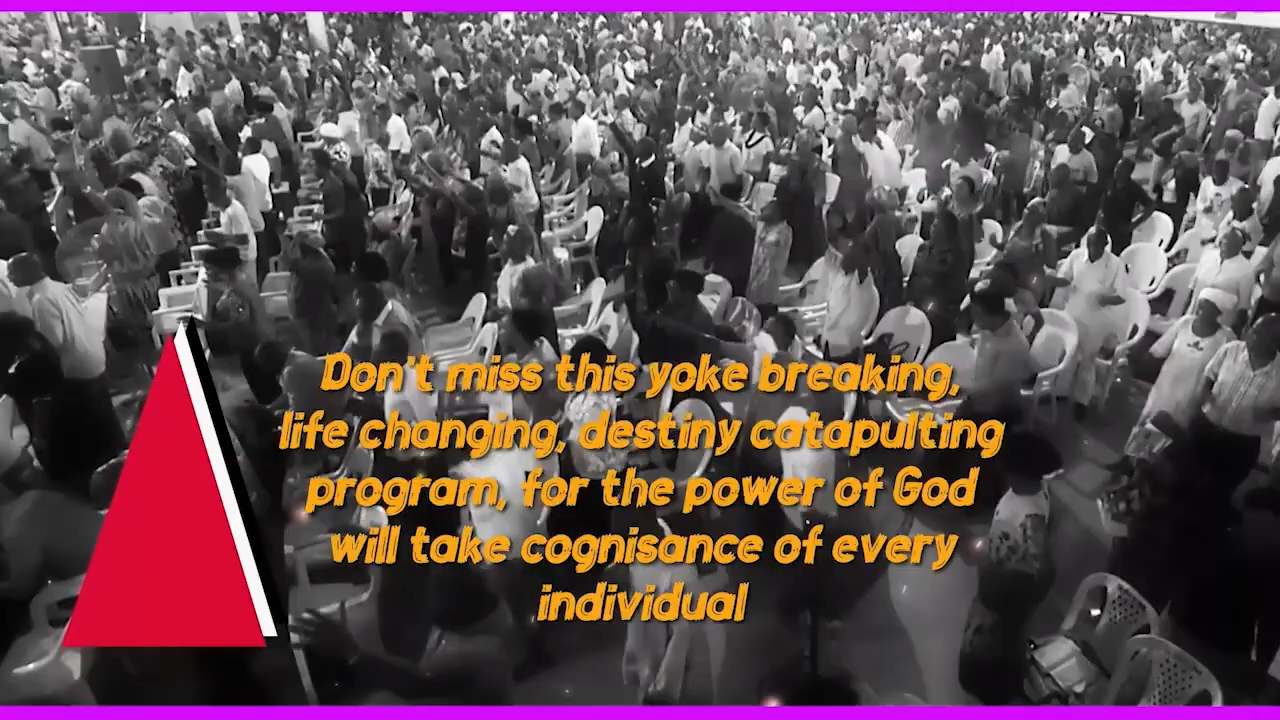 Don't miss this yoke breaking,
life changing, destiny catapulting
program, for the power of God
will take cognisance of every
individual